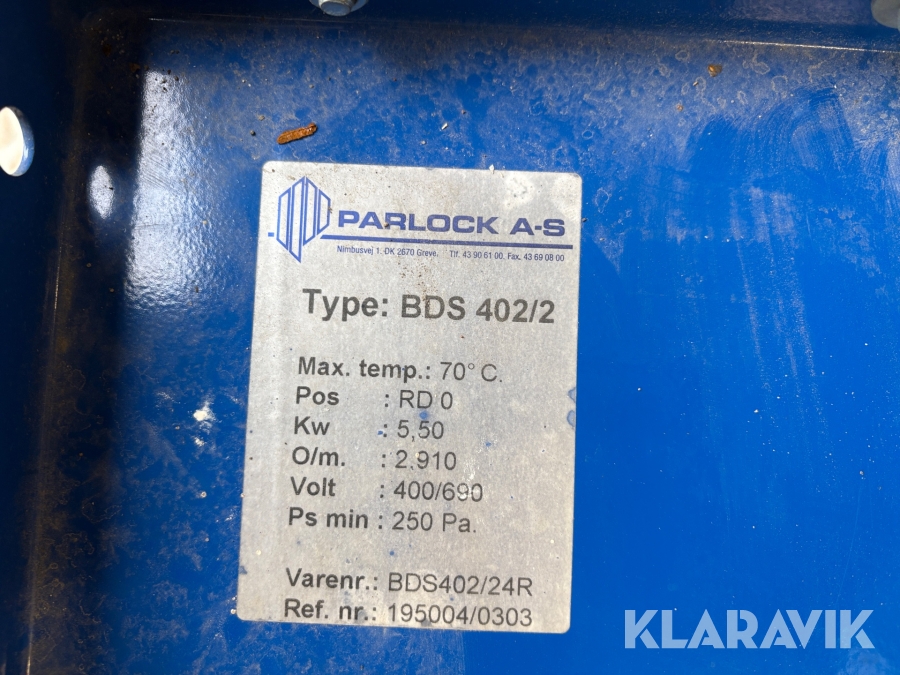 PARLOCK A-S
Nimbusvej 1. DK 2670 Greve. Tlf. 43 90 61 00. Fax. 43 69 08 00
Type: BDS 402/2
Max. temp.: 70° C.
Pos : RD 0
Kw : 5,50
O/m. : 2.910
Volt : 400/690
Ps min : 250 Pa.
Varenr.: BDS402/24R
Ref. nr.: 195004/0303
KLARAVIK